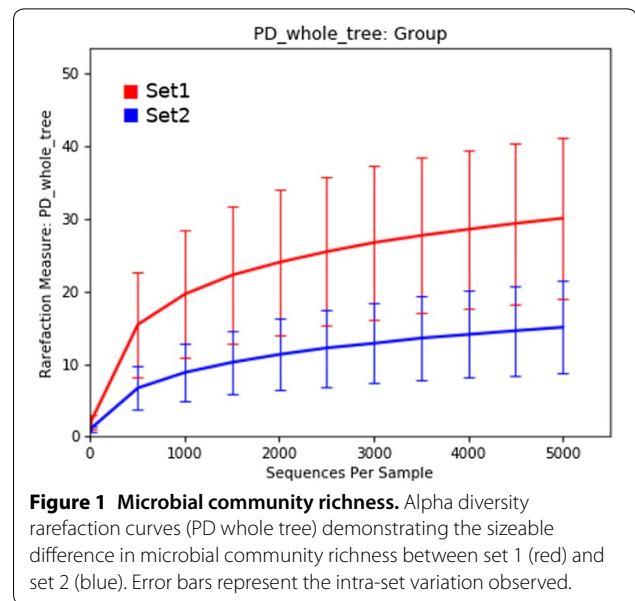 PD_whole_tree: Group
50
40
30
20
10
0
Rarefaction Measure: PD_whole_tree
Set1
Set2
0 1000 2000 3000 4000 5000
Sequences Per Sample
Figure 1 Microbial community richness. Alpha diversity
rarefaction curves (PD whole tree) demonstrating the sizeable
difference in microbial community richness between set 1 (red) and
set 2 (blue). Error bars represent the intra-set variation observed.